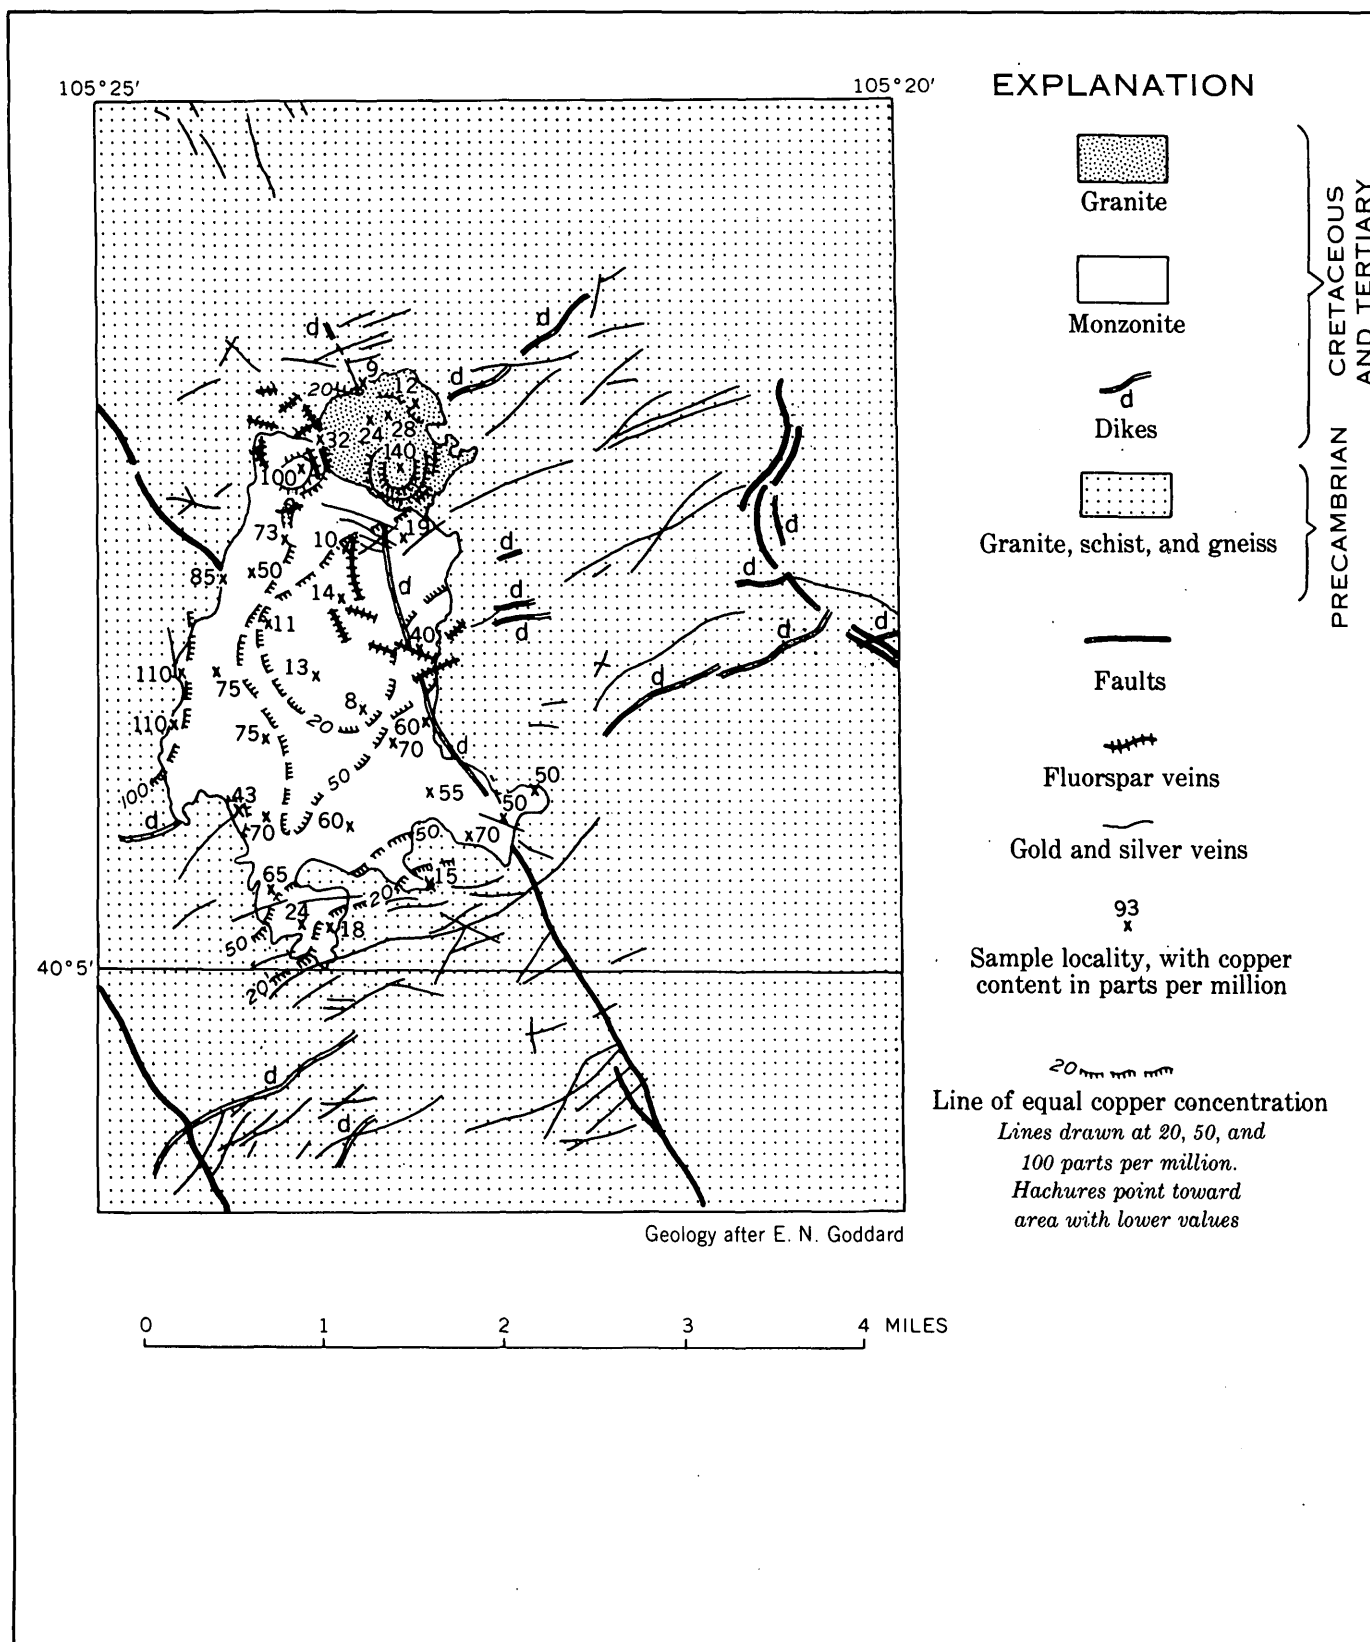 105°25′
105°20′
EXPLANATION
Granite
Monzonite
d
Dikes
CRETACEOUS
AND TERTIARY
Granite, schist, and gneiss
PRECAMBRIAN
Faults
Fluorspar veins
Gold and silver veins
93
x
Sample locality, with copper
content in parts per million
20
Line of equal copper concentration
Lines drawn at 20, 50, and
100 parts per million.
Hachures point toward
area with lower values
d
d
9
20
12
d
32
24
28
100
73
10
19
d
d
85
50
d
14
d
11
d
d
d
40
110
13
d
75
8
20
110
60
75
70
d
50
50
100
43
55
50
d
70
60
50
70
65
15
20
24
18
50
40°5′
20
d
d
Geology after E. N. Goddard
0 1 2 3 4 MILES